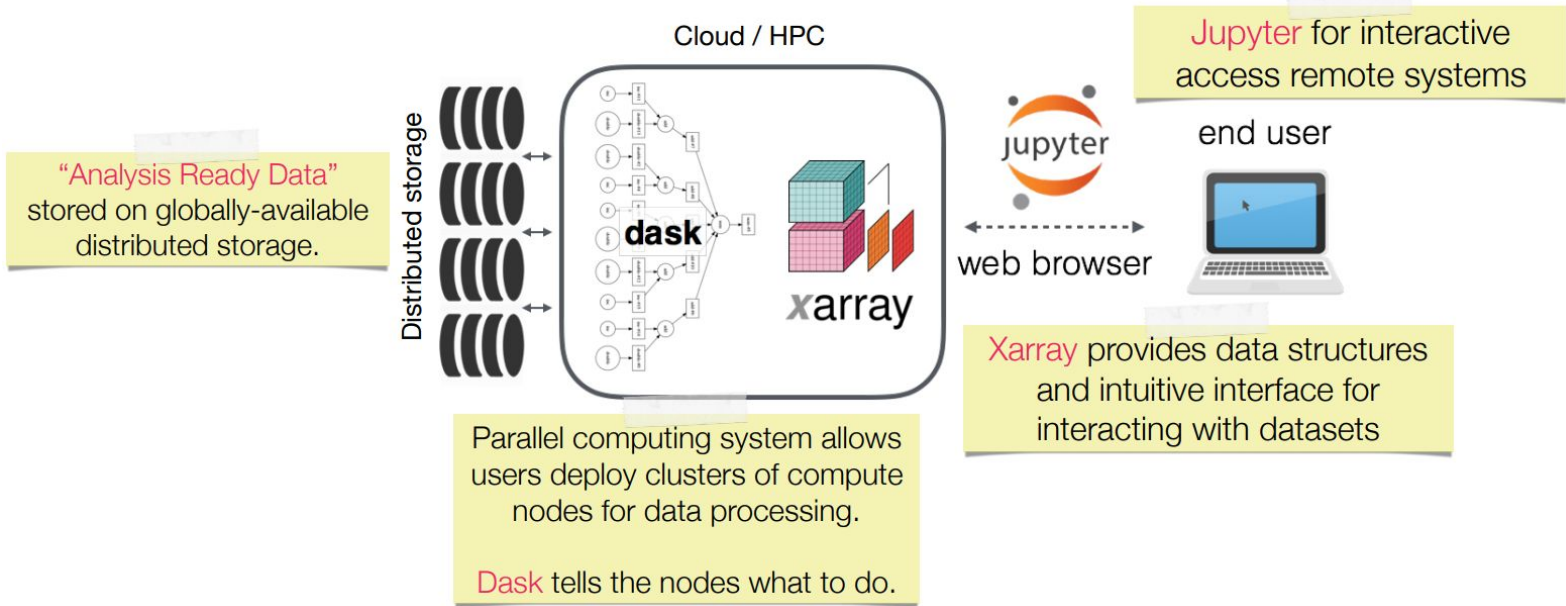 Cloud / HPC
Jupyter for interactive
access remote systems
“Analysis Ready Data”
stored on globally-available
distributed storage.
Distributed storage
dask
xarray
jupyter
end user
web browser
Xarray provides data structures
and intuitive interface for
interacting with datasets
Parallel computing system allows
users deploy clusters of compute
nodes for data processing.
Dask tells the nodes what to do.